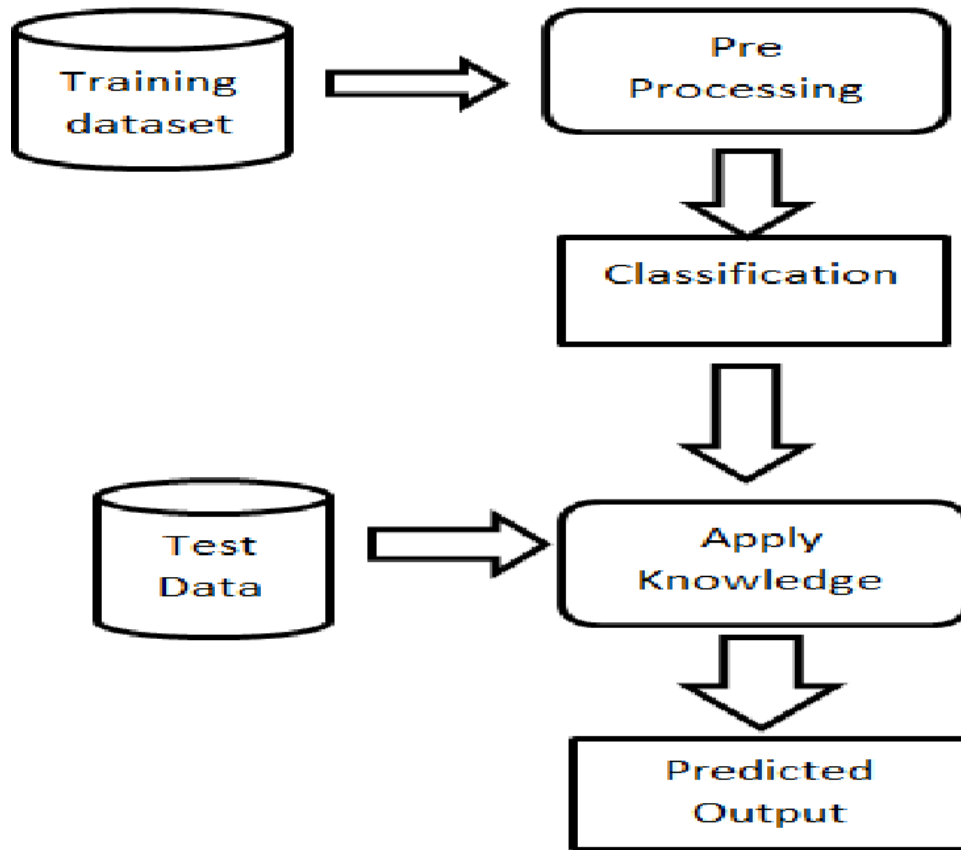 Training
dataset
Pre
Processing
Classification
Test
Data
Apply
Knowledge
Predicted
Output